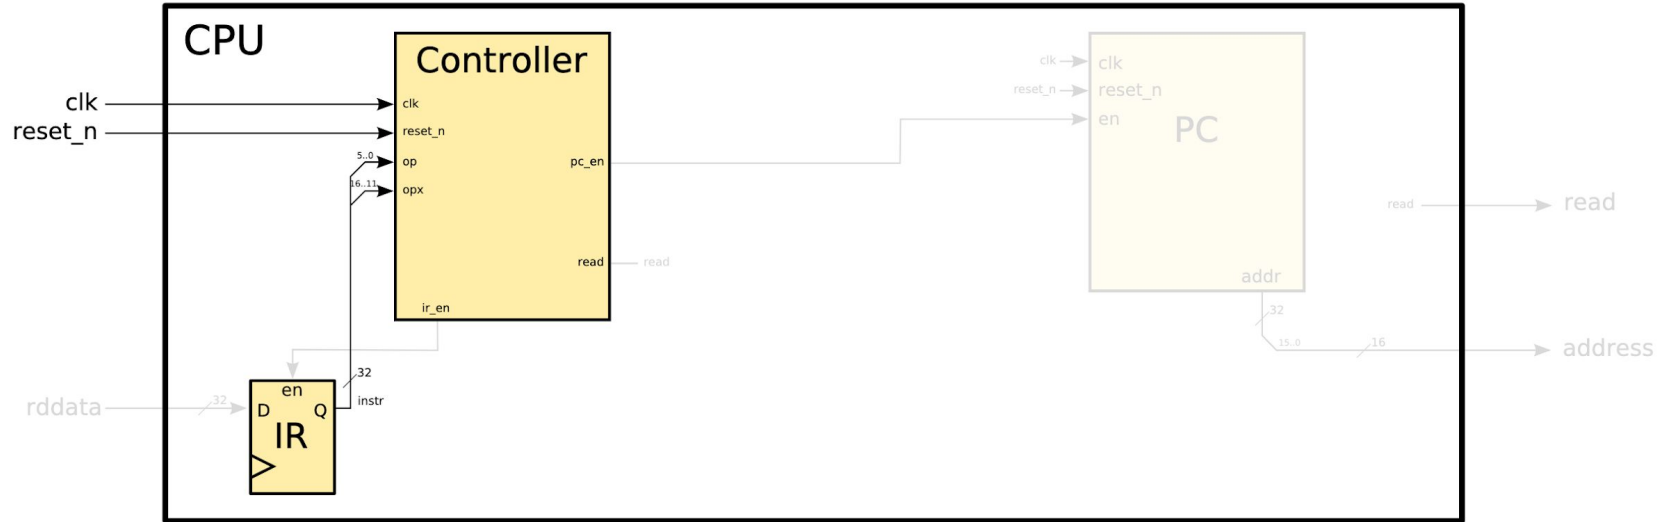 CPU
Controller
clk
reset_n
clk
reset_n
5..0
op
16..11
opx
pc_en
read
read
ir_en
clk
clk
reset_n
reset_n
en
PC
addr
32
15..0
16
read
read
address
rddata
32
en
D
Q
IR
32
instr